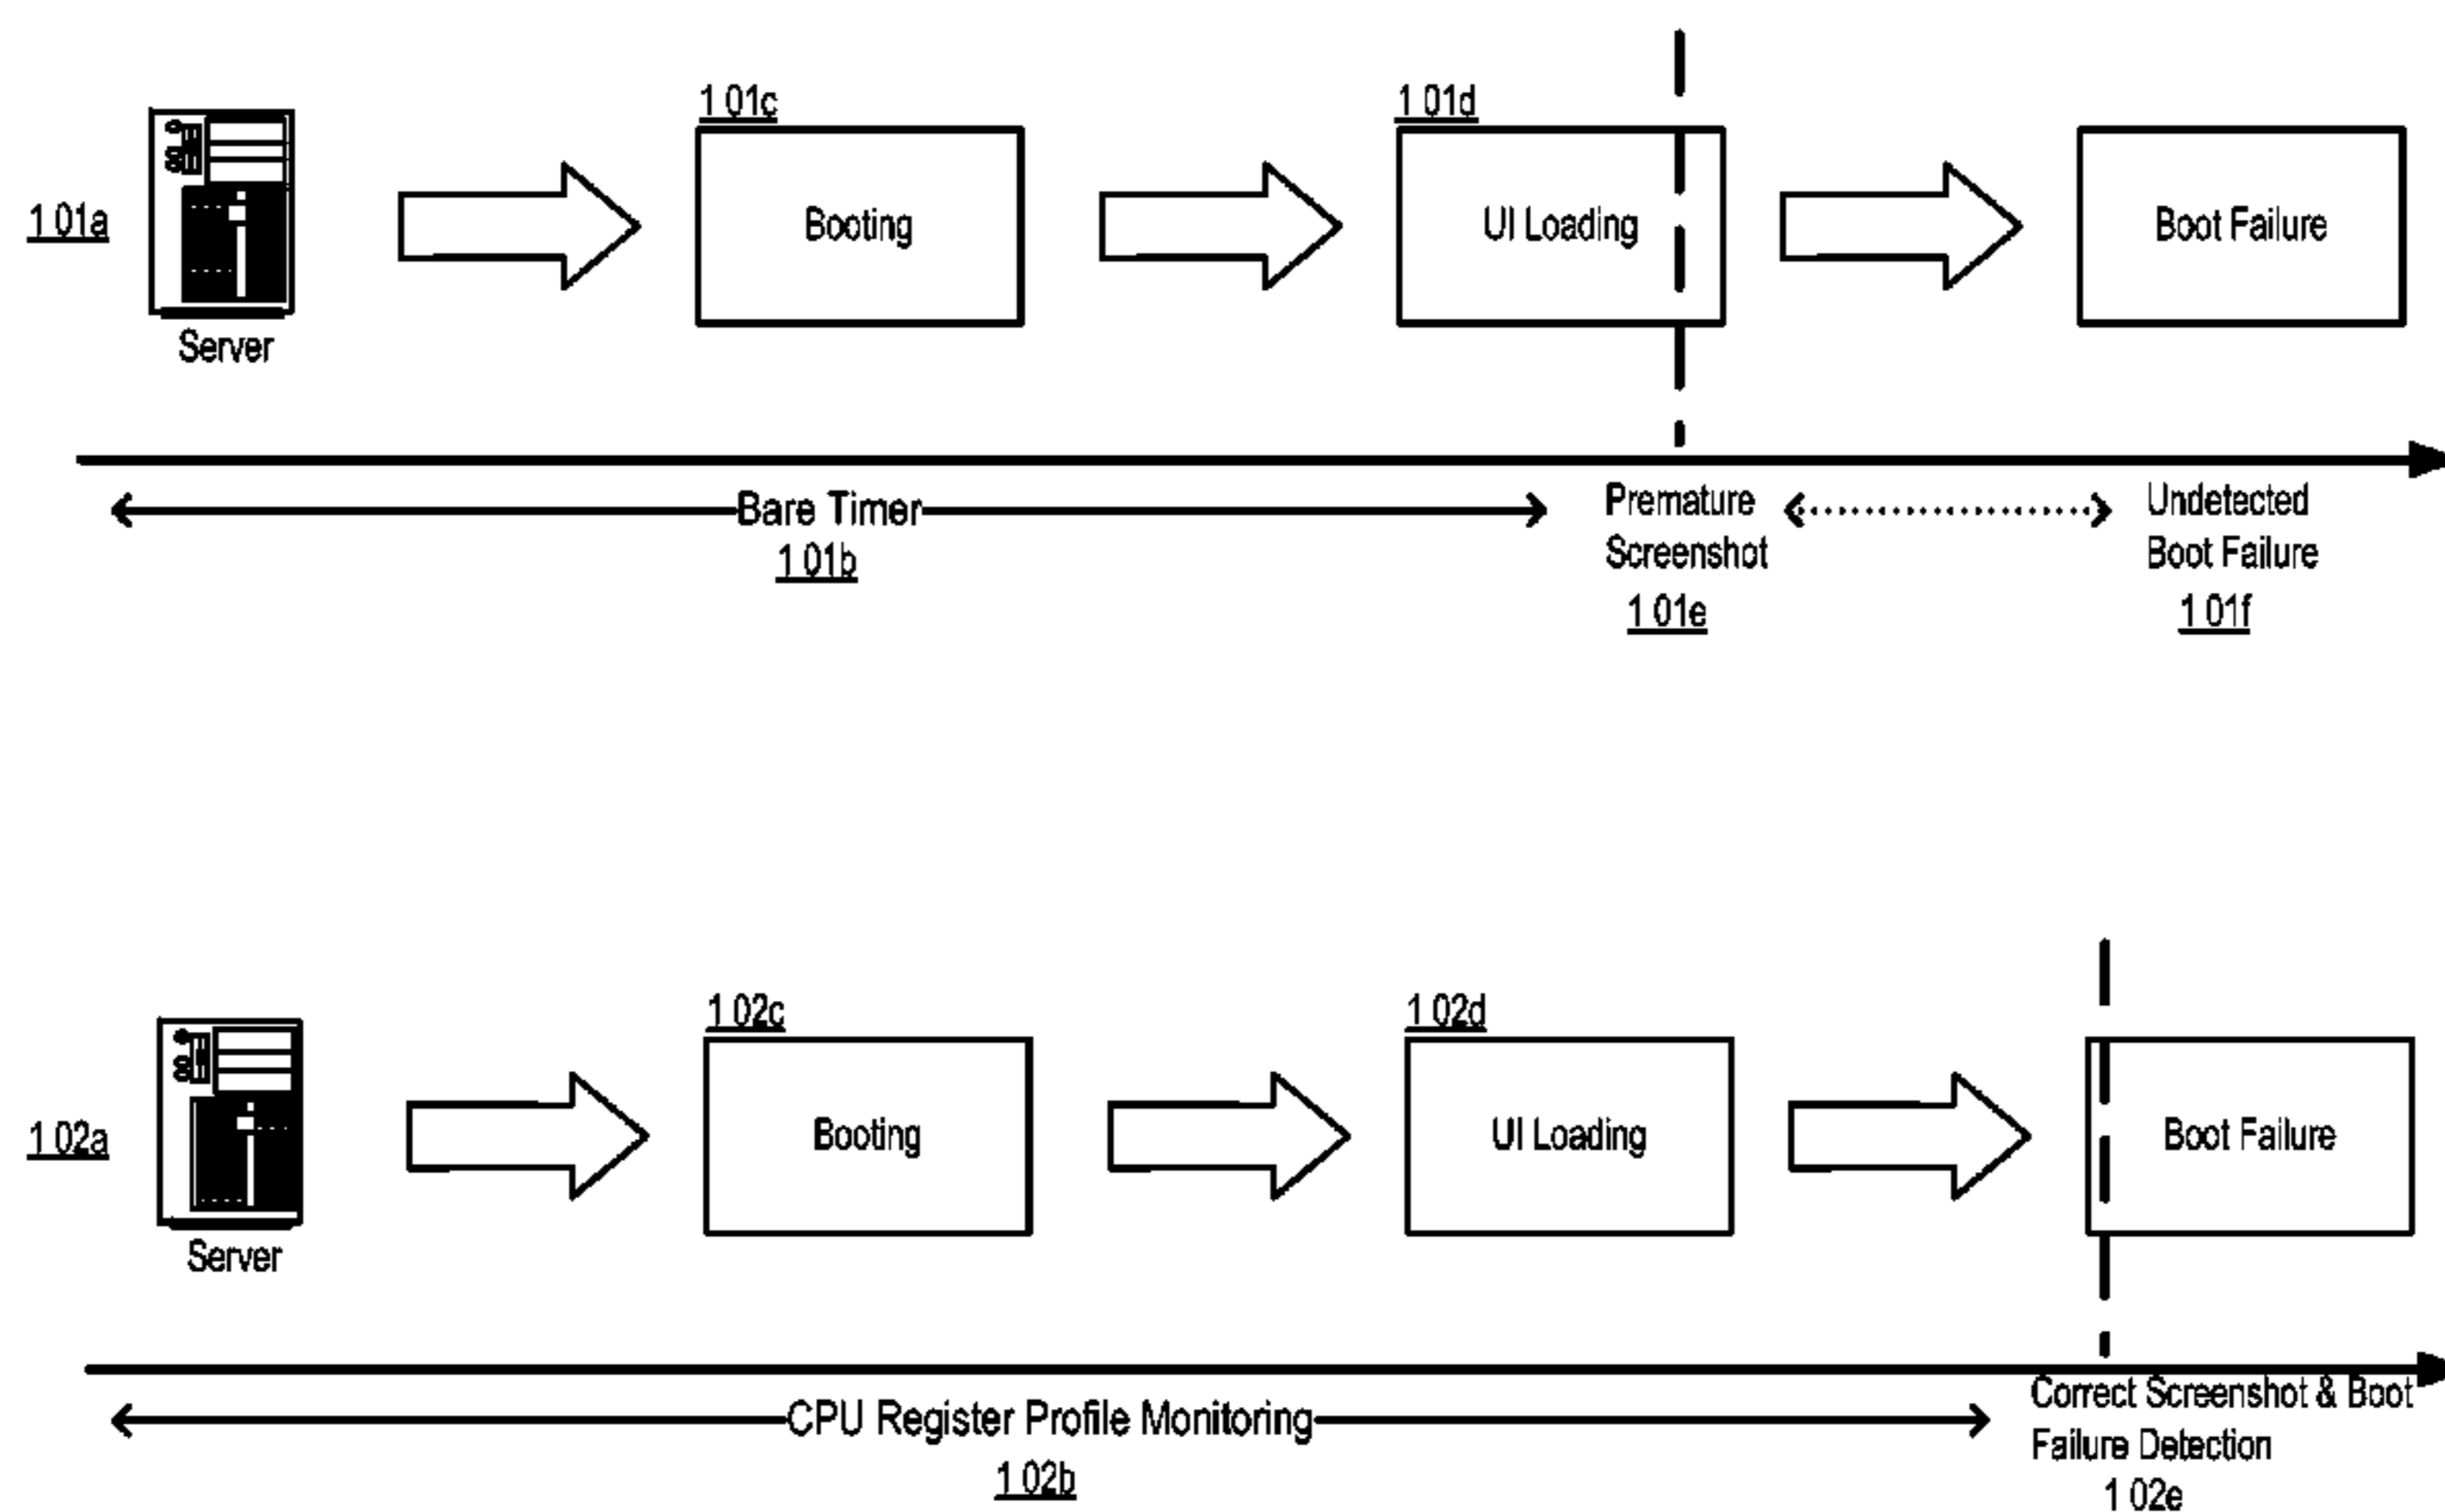 101c
101d
101a
Booting
UI Loading
Boot Failure
Server
Bare Timer
101b
Premature
Screenshot
101e
Undetected
Boot Failure
101f
102c
102d
102a
Booting
UI Loading
Boot Failure
Server
CPU Register Profile Monitoring
102b
Correct Screenshot & Boot
Failure Detection
102e